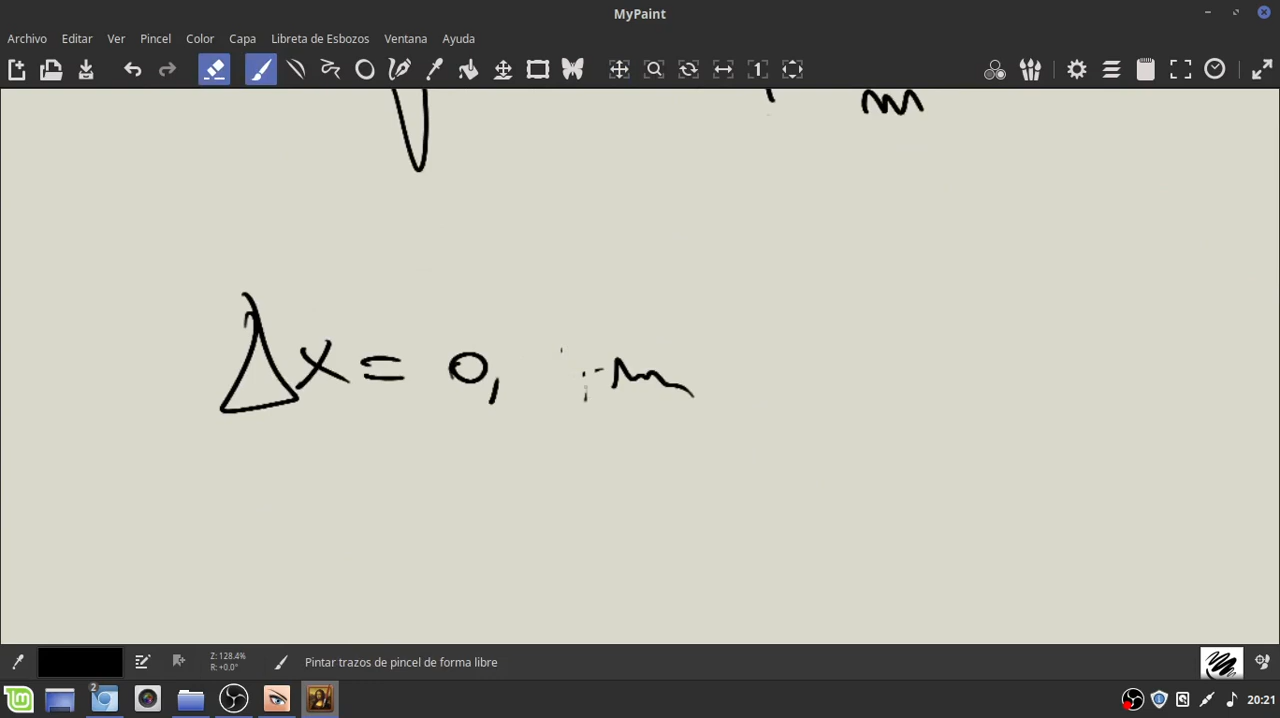 MyPaint
Archivo Editar Ver Pincel Color Capa Libreta de Esbozos Ventana Ayuda
m
Δx = 0, m
Z: 128.4%
R: +0.0°
Pintar trazos de pincel de forma libre
2
20:21